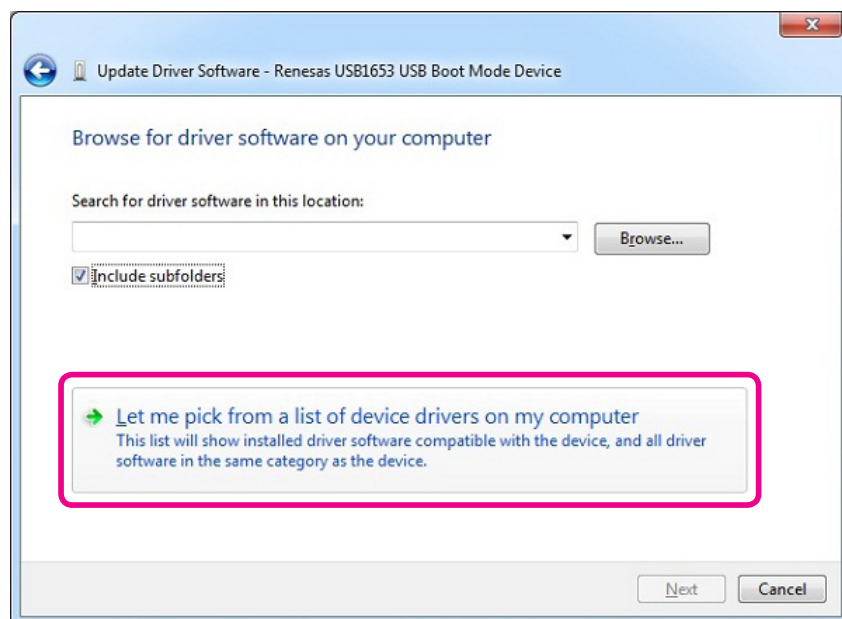 Update Driver Software - Renesas USB1653 USB Boot Mode Device
Browse for driver software on your computer
Search for driver software in this location:
Browse...
Include subfolders
Let me pick from a list of device drivers on my computer
This list will show installed driver software compatible with the device, and all driver
software in the same category as the device.
Next
Cancel